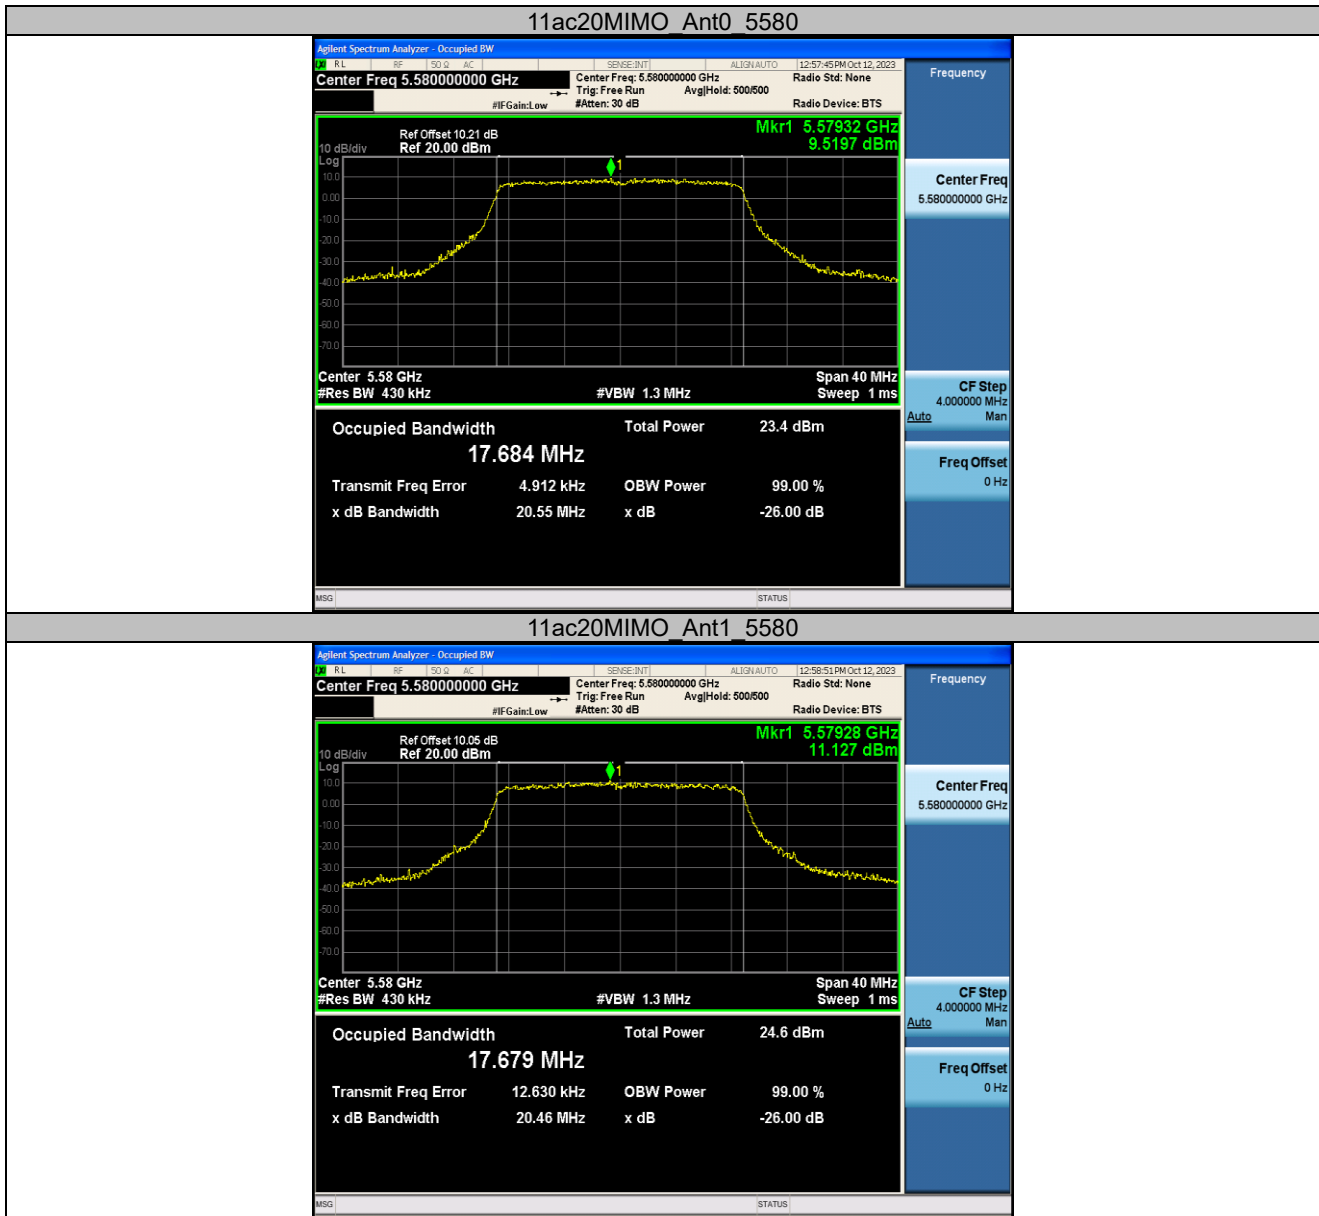 11ac20MIMO_Ant0_5580
Agilent Spectrum Analyzer - Occupied BW
RL RF 50 Ω AC SENSE:INT ALIGN AUTO 12:57:45 PM Oct 12, 2023
Center Freq 5.580000000 GHz
Center Freq: 5.580000000 GHz
Radio Std: None
Trig: Free Run Avg|Hold: 500/500
#IFGain:Low #Atten: 30 dB Radio Device: BTS
Frequency
Mkr1 5.57932 GHz
9.5197 dBm
Ref Offset 10.21 dB
10 dB/div Ref 20.00 dBm
Log
1
10.0
0.00
-10.0
-20.0
-30.0
-40.0
-50.0
-60.0
-70.0
Center 5.58 GHz Span 40 MHz
#Res BW 430 kHz #VBW 1.3 MHz Sweep 1 ms
Center Freq
5.580000000 GHz
CF Step
4.000000 MHz
Auto Man
Freq Offset
0 Hz
Occupied Bandwidth Total Power 23.4 dBm
17.684 MHz
Transmit Freq Error 4.912 kHz OBW Power 99.00 %
x dB Bandwidth 20.55 MHz x dB -26.00 dB
MSG STATUS
11ac20MIMO_Ant1_5580
Agilent Spectrum Analyzer - Occupied BW
RL RF 50 Ω AC SENSE:INT ALIGN AUTO 12:58:51 PM Oct 12, 2023
Center Freq 5.580000000 GHz
Center Freq: 5.580000000 GHz
Radio Std: None
Trig: Free Run Avg|Hold: 500/500
#IFGain:Low #Atten: 30 dB Radio Device: BTS
Frequency
Mkr1 5.57928 GHz
11.127 dBm
Ref Offset 10.05 dB
10 dB/div Ref 20.00 dBm
Log
1
10.0
0.00
-10.0
-20.0
-30.0
-40.0
-50.0
-60.0
-70.0
Center 5.58 GHz Span 40 MHz
#Res BW 430 kHz #VBW 1.3 MHz Sweep 1 ms
Center Freq
5.580000000 GHz
CF Step
4.000000 MHz
Auto Man
Freq Offset
0 Hz
Occupied Bandwidth Total Power 24.6 dBm
17.679 MHz
Transmit Freq Error 12.630 kHz OBW Power 99.00 %
x dB Bandwidth 20.46 MHz x dB -26.00 dB
MSG STATUS